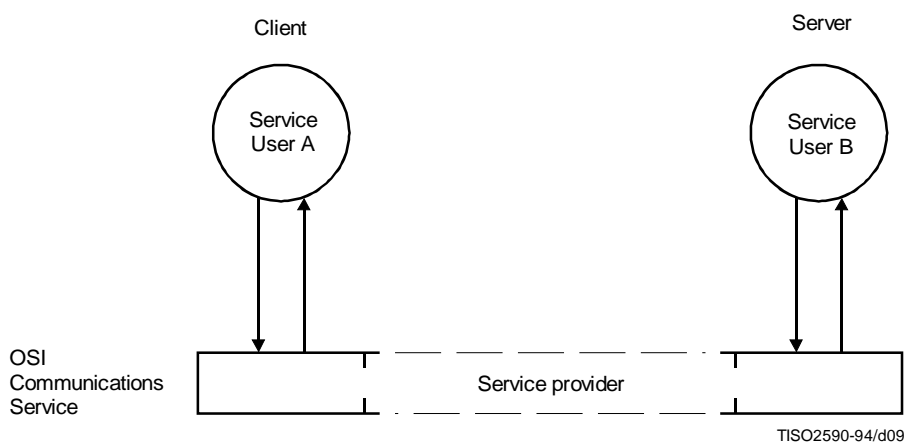 Client
Server
Service
User A
Service
User B
OSI
Communications
Service
Service provider
TISO2590-94/d09